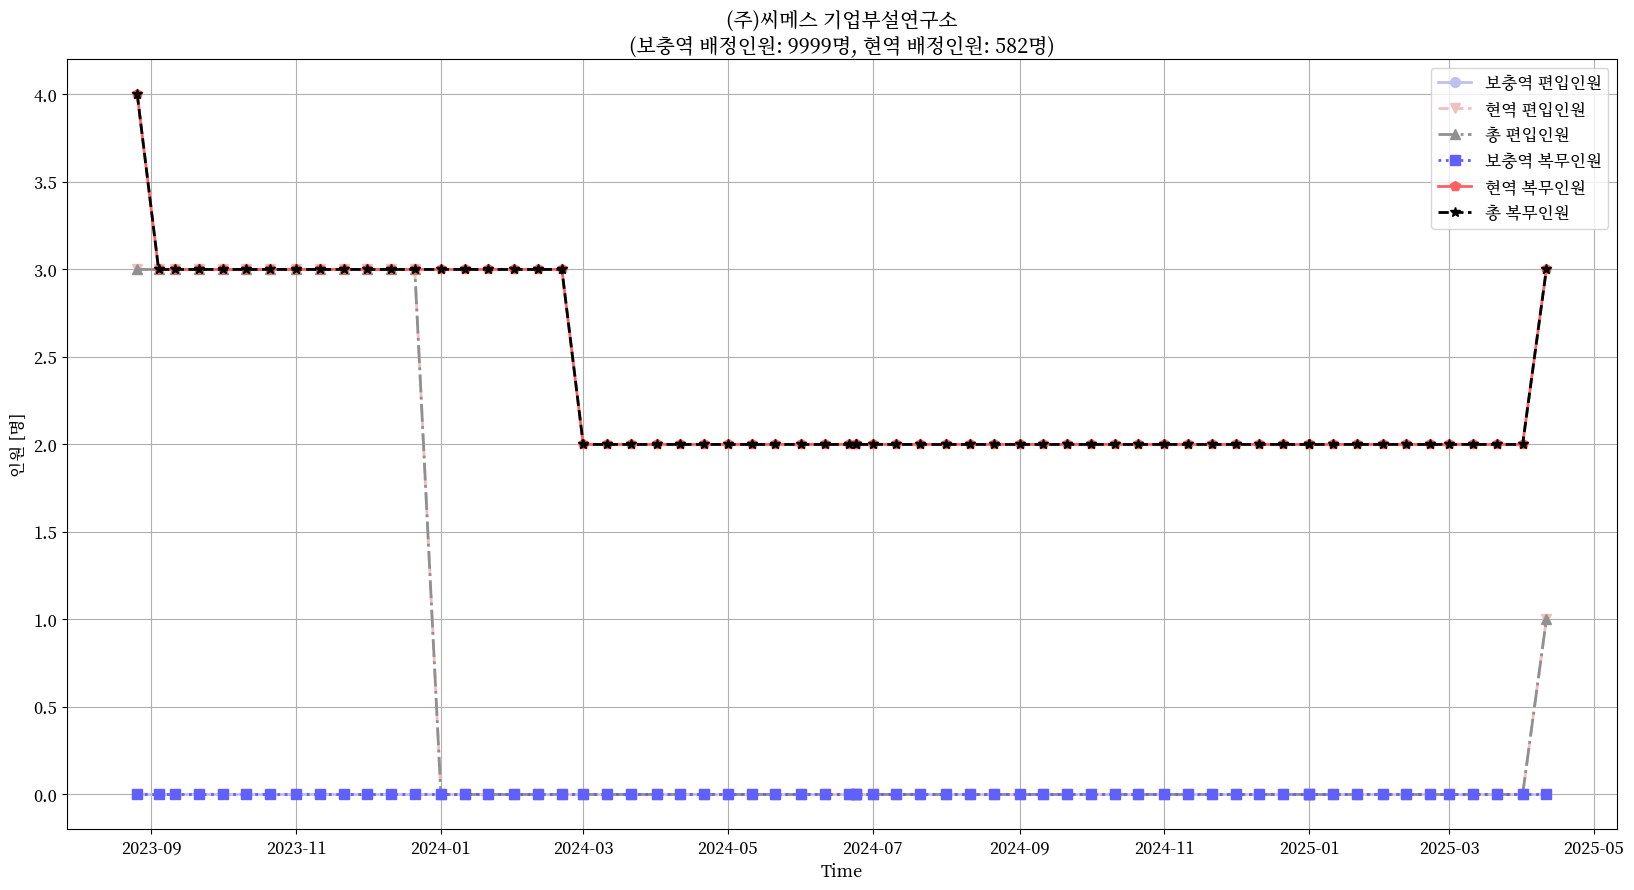 (주)씨메스 기업부설연구소
(보충역 배정인원: 9999명, 현역 배정인원: 582명)
보충역 편입인원
현역 편입인원
총 편입인원
보충역 복무인원
현역 복무인원
총 복무인원
인원 [명]
4.0
3.5
3.0
2.5
2.0
1.5
1.0
0.5
0.0
2023-09 2023-11 2024-01 2024-03 2024-05 2024-07 2024-09 2024-11 2025-01 2025-03 2025-05
Time